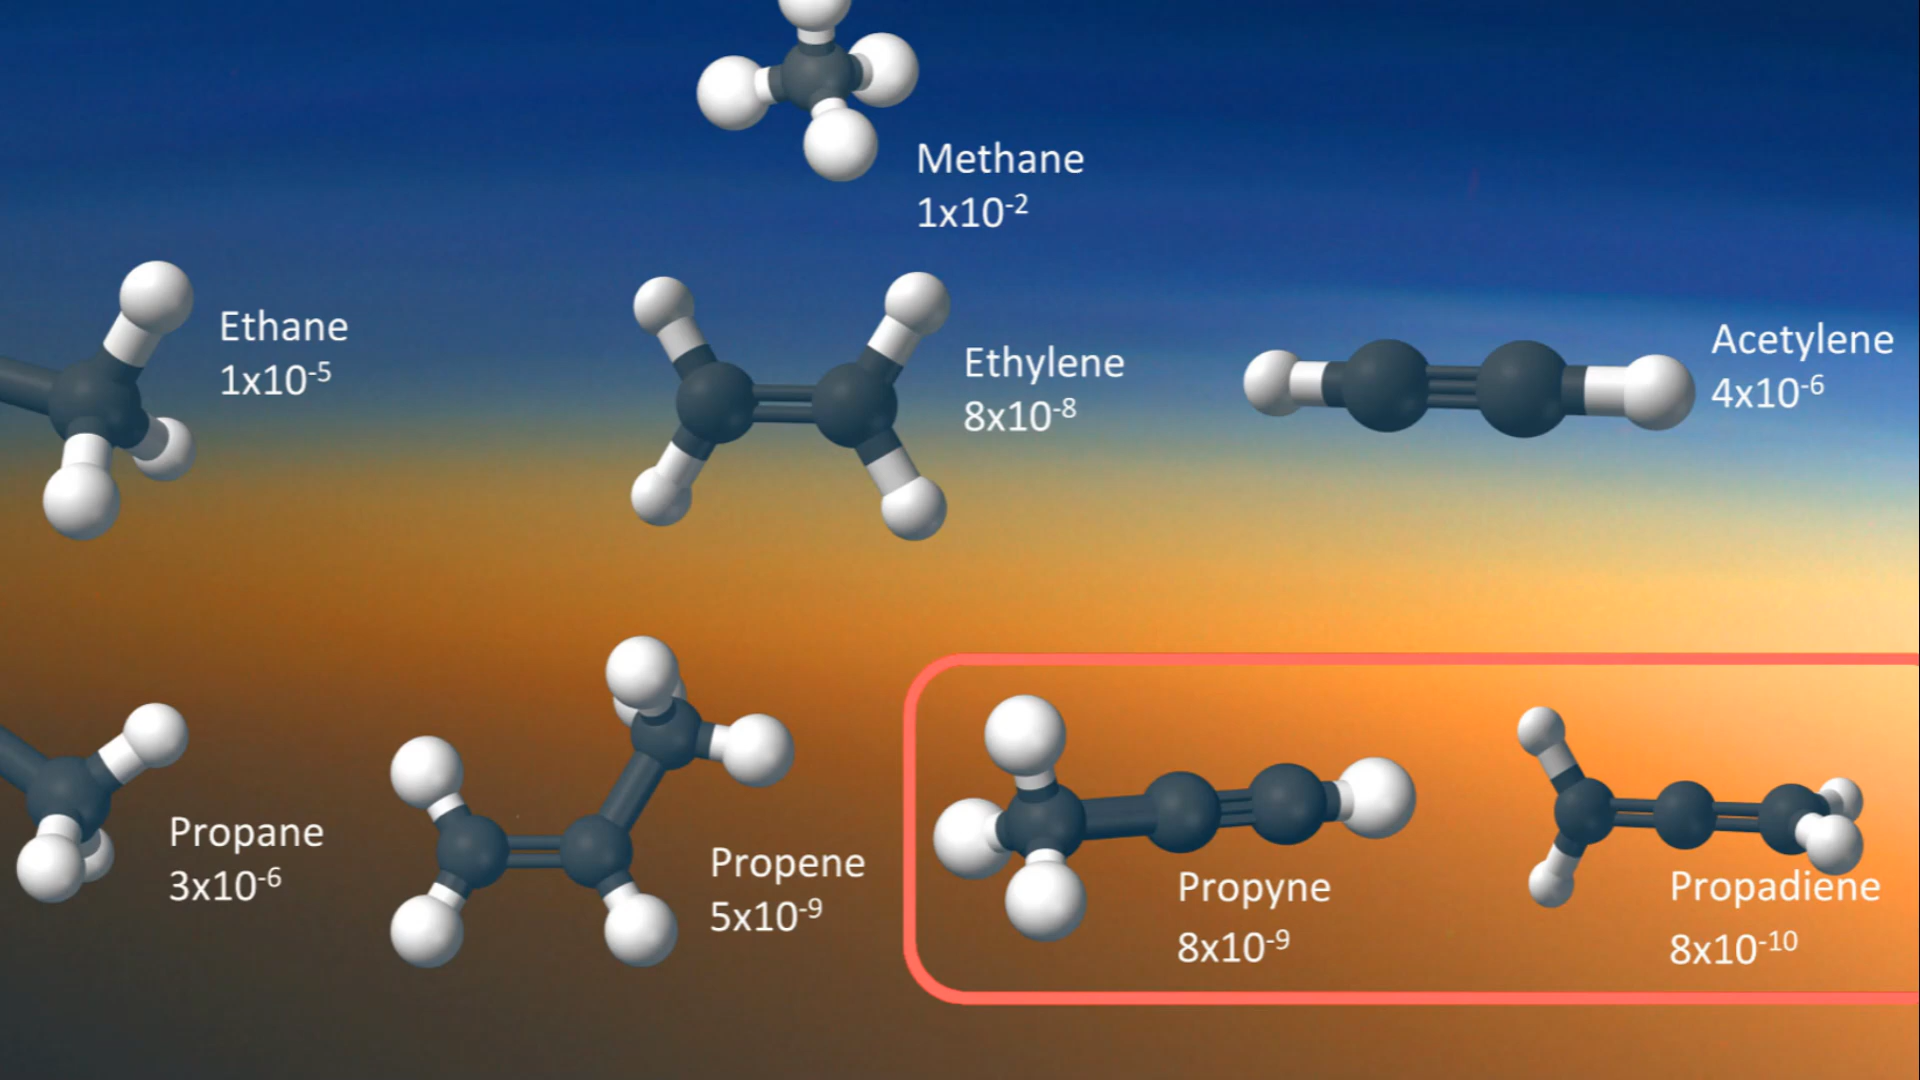 Methane
1x10⁻²
Ethane
1x10⁻⁵
Ethylene
8x10⁻⁸
Acetylene
4x10⁻⁶
Propane
3x10⁻⁶
Propene
5x10⁻⁹
Propyne
8x10⁻⁹
Propadiene
8x10⁻¹⁰